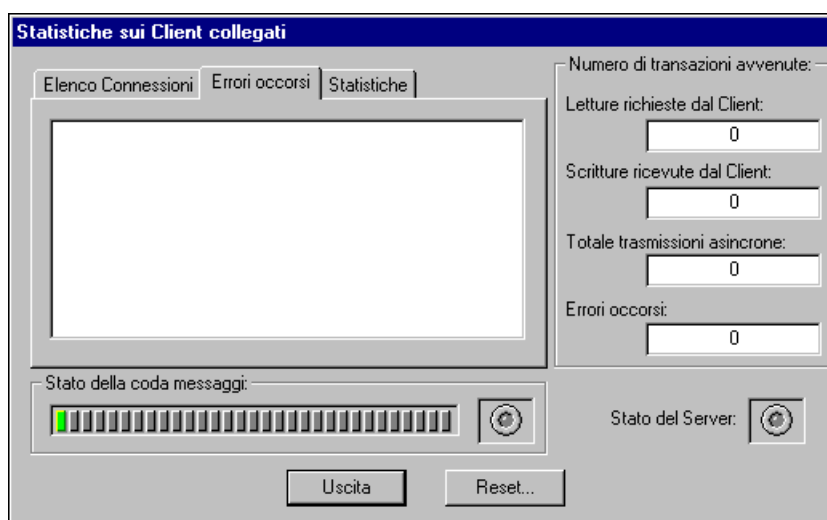 Statistiche sui Client collegati
Elenco Connessioni
Errori occorsi
Statistiche
Numero di transazioni avvenute:
Letture richieste dal Client:
0
Scritture ricevute dal Client:
0
Totale trasmissioni asincrone:
0
Errori occorsi:
0
Stato della coda messaggi:
Stato del Server:
Uscita
Reset...